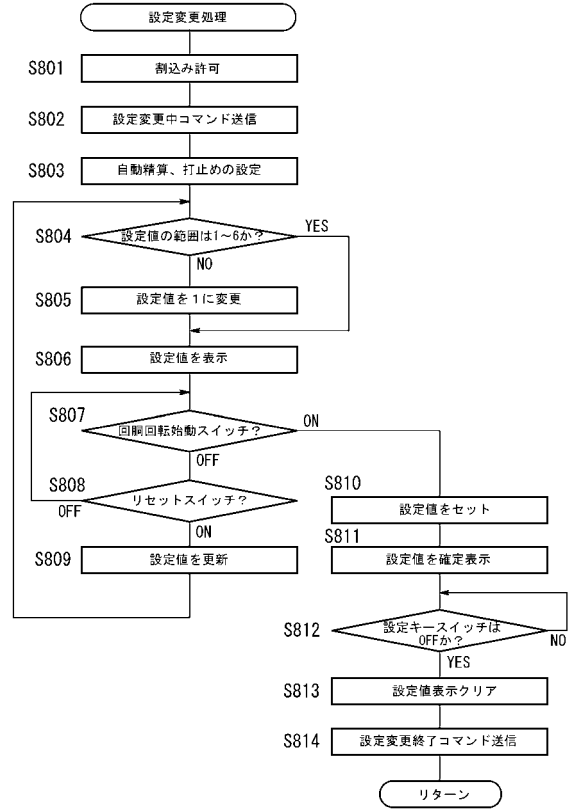 設定変更処理
S801
割込み許可
S802
設定変更中コマンド送信
S803
自動精算、打止めの設定
S804
設定値の範囲は1～6か？
YES
NO
S805
設定値を１に変更
S806
設定値を表示
S807
回胴回転始動スイッチ？
ON
OFF
S808
リセットスイッチ？
OFF
ON
S809
設定値を更新
S810
設定値をセット
S811
設定値を確定表示
S812
設定キースイッチは
OFFか？
NO
YES
S813
設定値表示クリア
S814
設定変更終了コマンド送信
リターン